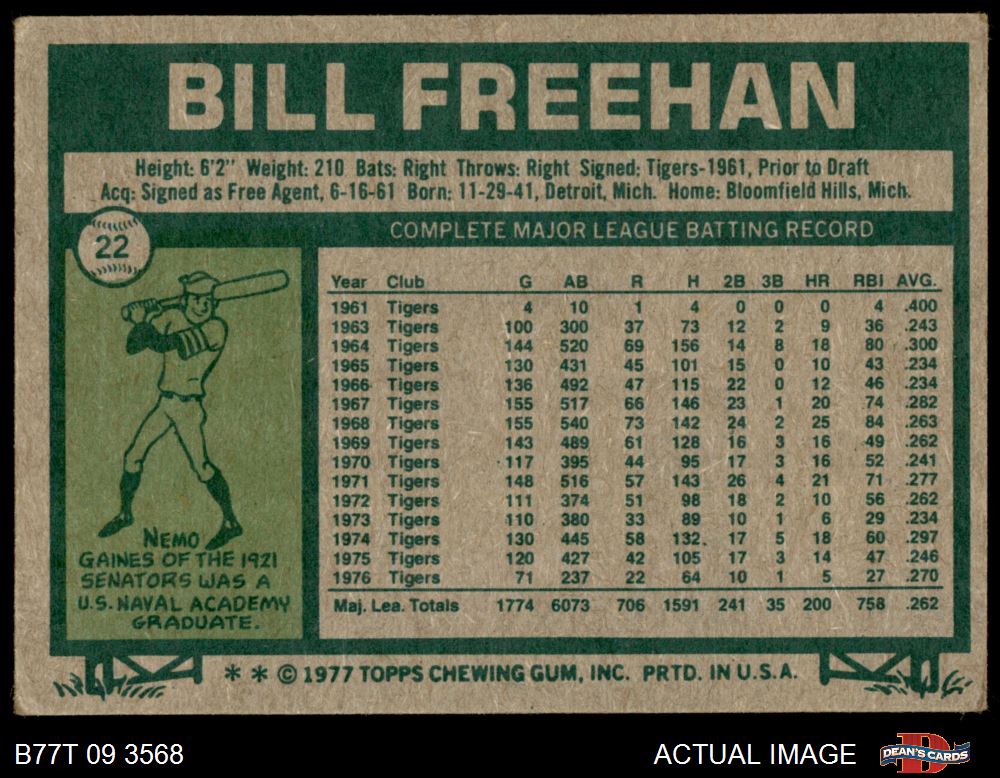 BILL FREEHAN
Height: 6'2" Weight: 210 Bats: Right Throws: Right Signed: Tigers-1961, Prior to Draft
Acq: Signed as Free Agent, 6-16-61 Born: 11-29-41, Detroit, Mich. Home: Bloomfield Hills, Mich.
22
COMPLETE MAJOR LEAGUE BATTING RECORD
Year Club G AB R H 2B 3B HR RBI AVG.
1961 Tigers 4 10 1 4 0 0 0 4 .400
1963 Tigers 100 300 37 73 12 2 9 36 .243
1964 Tigers 144 520 69 156 14 8 18 80 .300
1965 Tigers 130 431 45 101 15 0 10 43 .234
1966 Tigers 136 492 47 115 22 0 12 46 .234
1967 Tigers 155 517 66 146 23 1 20 74 .282
1968 Tigers 155 540 73 142 24 2 25 84 .263
1969 Tigers 143 489 61 128 16 3 16 49 .262
1970 Tigers 117 395 44 95 17 3 16 52 .241
1971 Tigers 148 516 57 143 26 4 21 71 .277
1972 Tigers 111 374 51 98 18 2 10 56 .262
1973 Tigers 110 380 33 89 10 1 6 29 .234
1974 Tigers 130 445 58 132 17 5 18 60 .297
1975 Tigers 120 427 42 105 17 3 14 47 .246
1976 Tigers 71 237 22 64 10 1 5 27 .270
Maj. Lea. Totals 1774 6073 706 1591 241 35 200 758 .262
NEMO
GAINES OF THE 1921
SENATORS WAS A
U.S. NAVAL ACADEMY
GRADUATE.
* * © 1977 TOPPS CHEWING GUM, INC. PRTD. IN U.S.A.
B77T 09 3568
ACTUAL IMAGE
D
DEAN'S CARDS